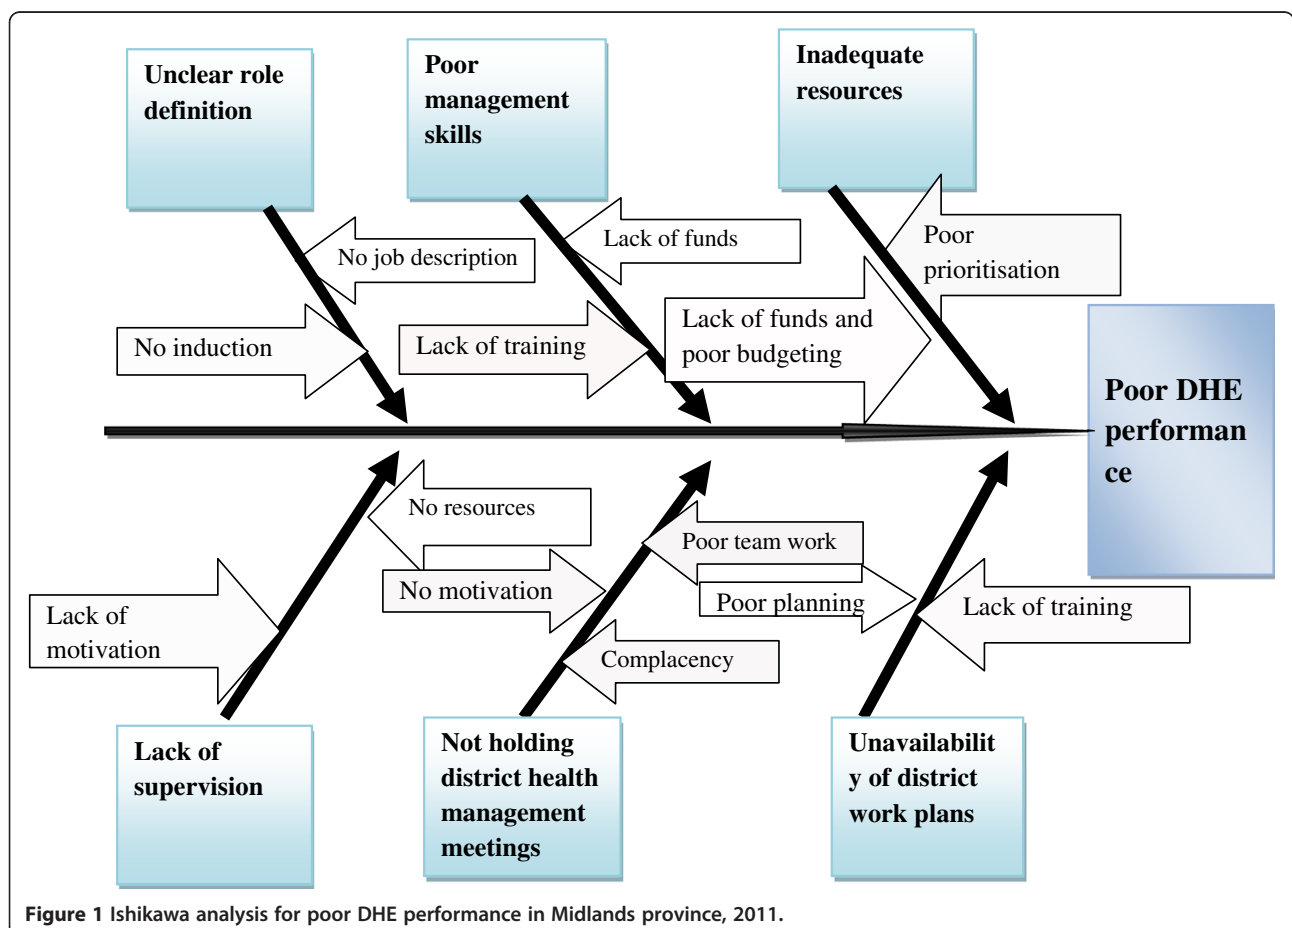 Unclear role
definition
Poor
management
skills
Inadequate
resources
No job description
Lack of funds
Poor
prioritisation
No induction
Lack of training
Lack of funds and
poor budgeting
Poor DHE
performan
ce
No resources
Poor team work
No motivation
Poor planning
Lack of training
Lack of
motivation
Complacency
Lack of
supervision
Not holding
district health
management
meetings
Unavailabilit
y of district
work plans
Figure 1 Ishikawa analysis for poor DHE performance in Midlands province, 2011.